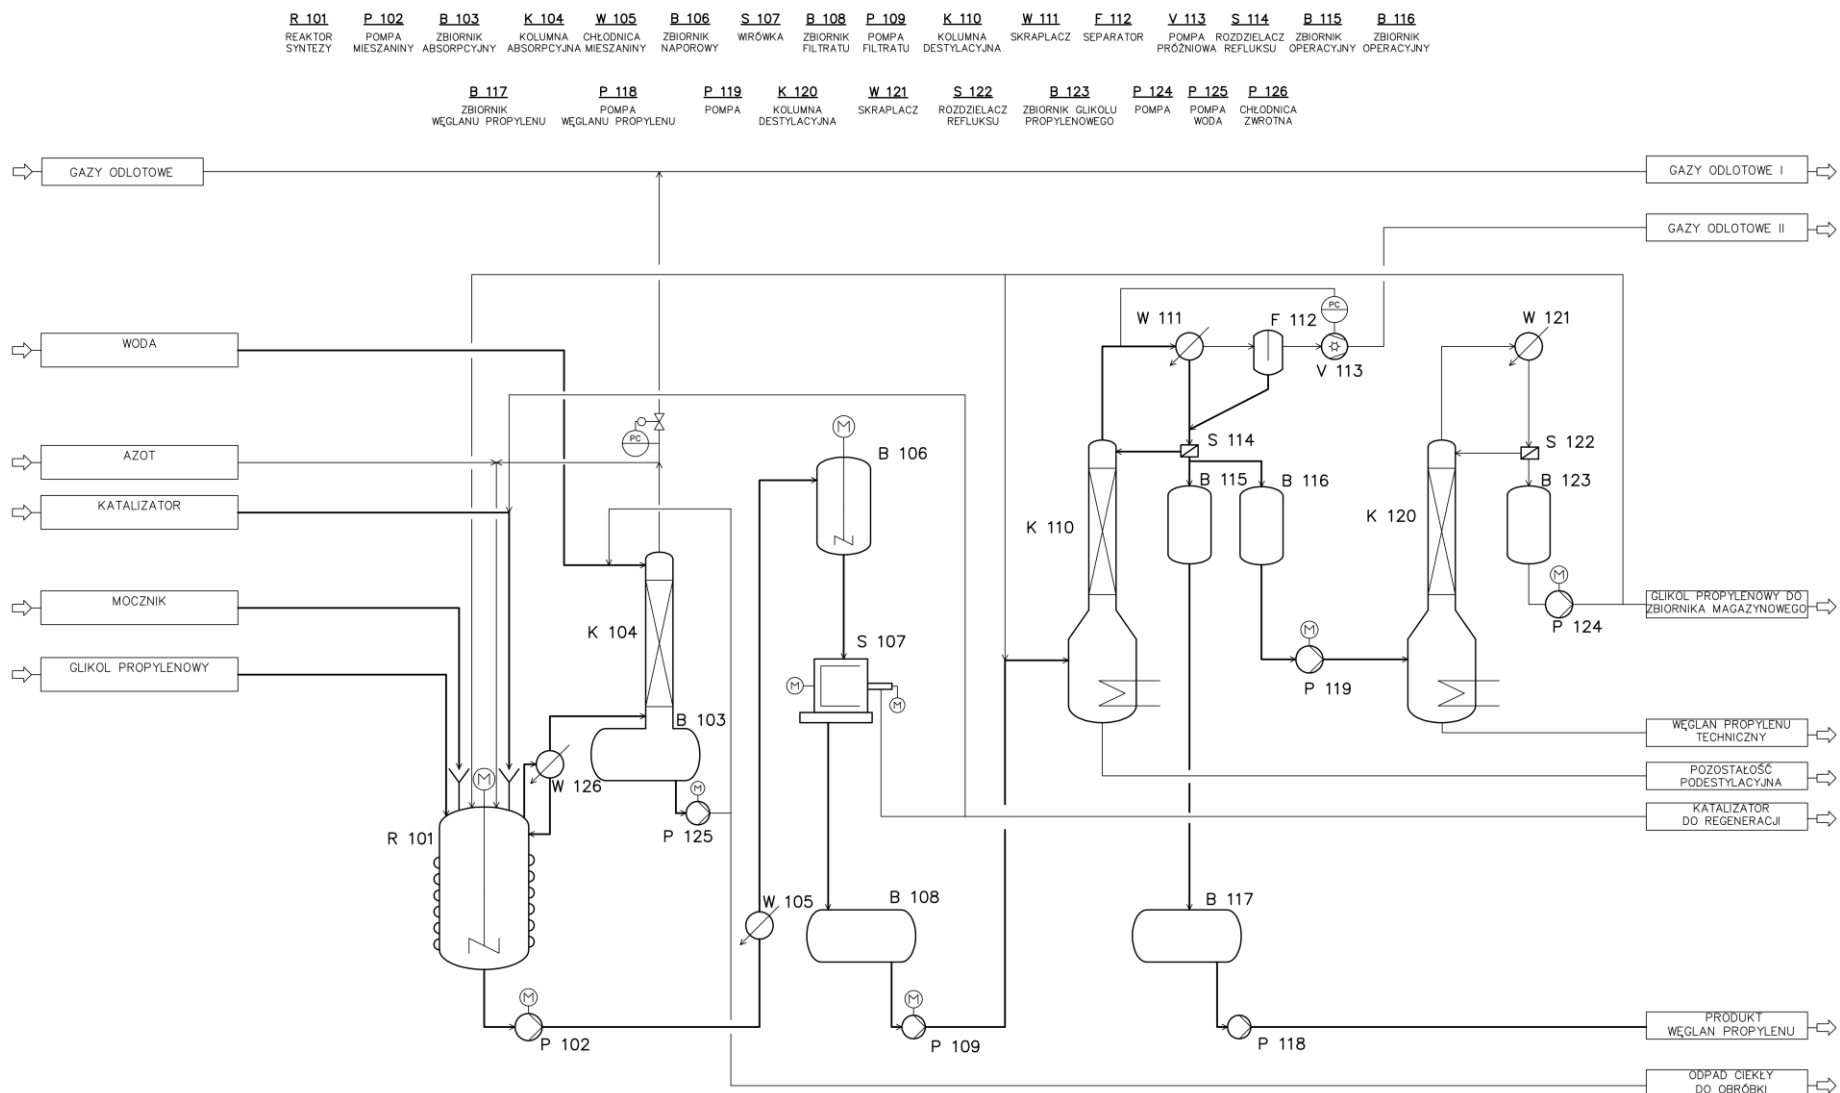 R 101 P 102 B 103 K 104 W 105 B 106 S 107 B 108 P 109 K 110 W 111 F 112 V 113 S 114 B 115 B 116
REAKTOR POMPA ZBIORNIK KOLUMNA CHŁODNICA ZBIORNIK WIRÓWKA ZBIORNIK POMPA KOLUMNA SKRAPLACZ SEPARATOR POMPA ROZDZIELACZ ZBIORNIK ZBIORNIK
SYNTEZY MIESZANINY ABSORPCYJNY ABSORPCYJNA MIESZANINY NAPOROWY FILTRATU FILTRATU DESTYLACYJNA PRÓŻNIOWA REFLUKSU OPERACYJNY OPERACYJNY
B 117 P 118 P 119 K 120 W 121 S 122 B 123 P 124 P 125 P 126
ZBIORNIK POMPA POMPA KOLUMNA SKRAPLACZ ROZDZIELACZ ZBIORNIK GLIKOLU POMPA POMPA CHŁODNICA
WĘGLANU PROPYLENU WĘGLANU PROPYLENU DESTYLACYJNA REFLUKSU PROPYLENOWEGO WODA ZWROTNA
GAZY ODLOTOWE
GAZY ODLOTOWE I
GAZY ODLOTOWE II
PC
W 111
F 112
W 121
WODA
V 113
M
PC
S 114
S 122
AZOT
B 106
B 115
B 116
B 123
KATALIZATOR
K 110
K 120
M
MOCZNIK
GLIKOL PROPYLENOWY DO
ZBIORNIKA MAGAZYNOWEGO
K 104
M
P 124
S 107
GLIKOL PROPYLENOWY
M
M
P 119
B 103
WĘGLAN PROPYLENU
TECHNICZNY
M
W 126
M
POZOSTAŁOŚĆ
PODESTYLACYJNA
R 101
P 125
KATALIZATOR
DO REGENERACJI
W 105
B 108
B 117
M
M
P 102
P 109
P 118
PRODUKT
WĘGLAN PROPYLENU
ODPAD CIEKŁY
DO OBRÓBKI